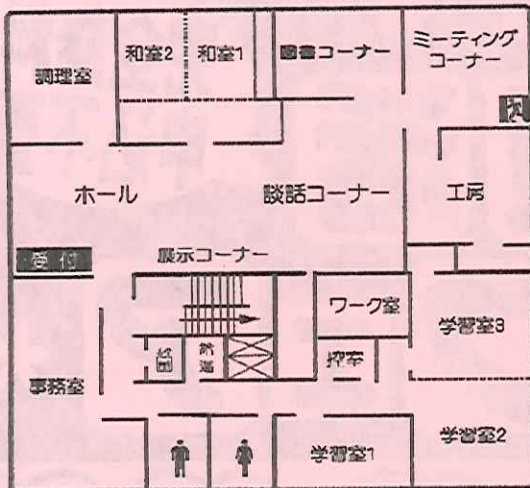 調理室
和室2
和室1
図書コーナー
ミーティング
コーナー
ホール
談話コーナー
工房
受付
展示コーナー
ワーク室
学習室3
給湯
控室
事務室
学習室1
学習室2